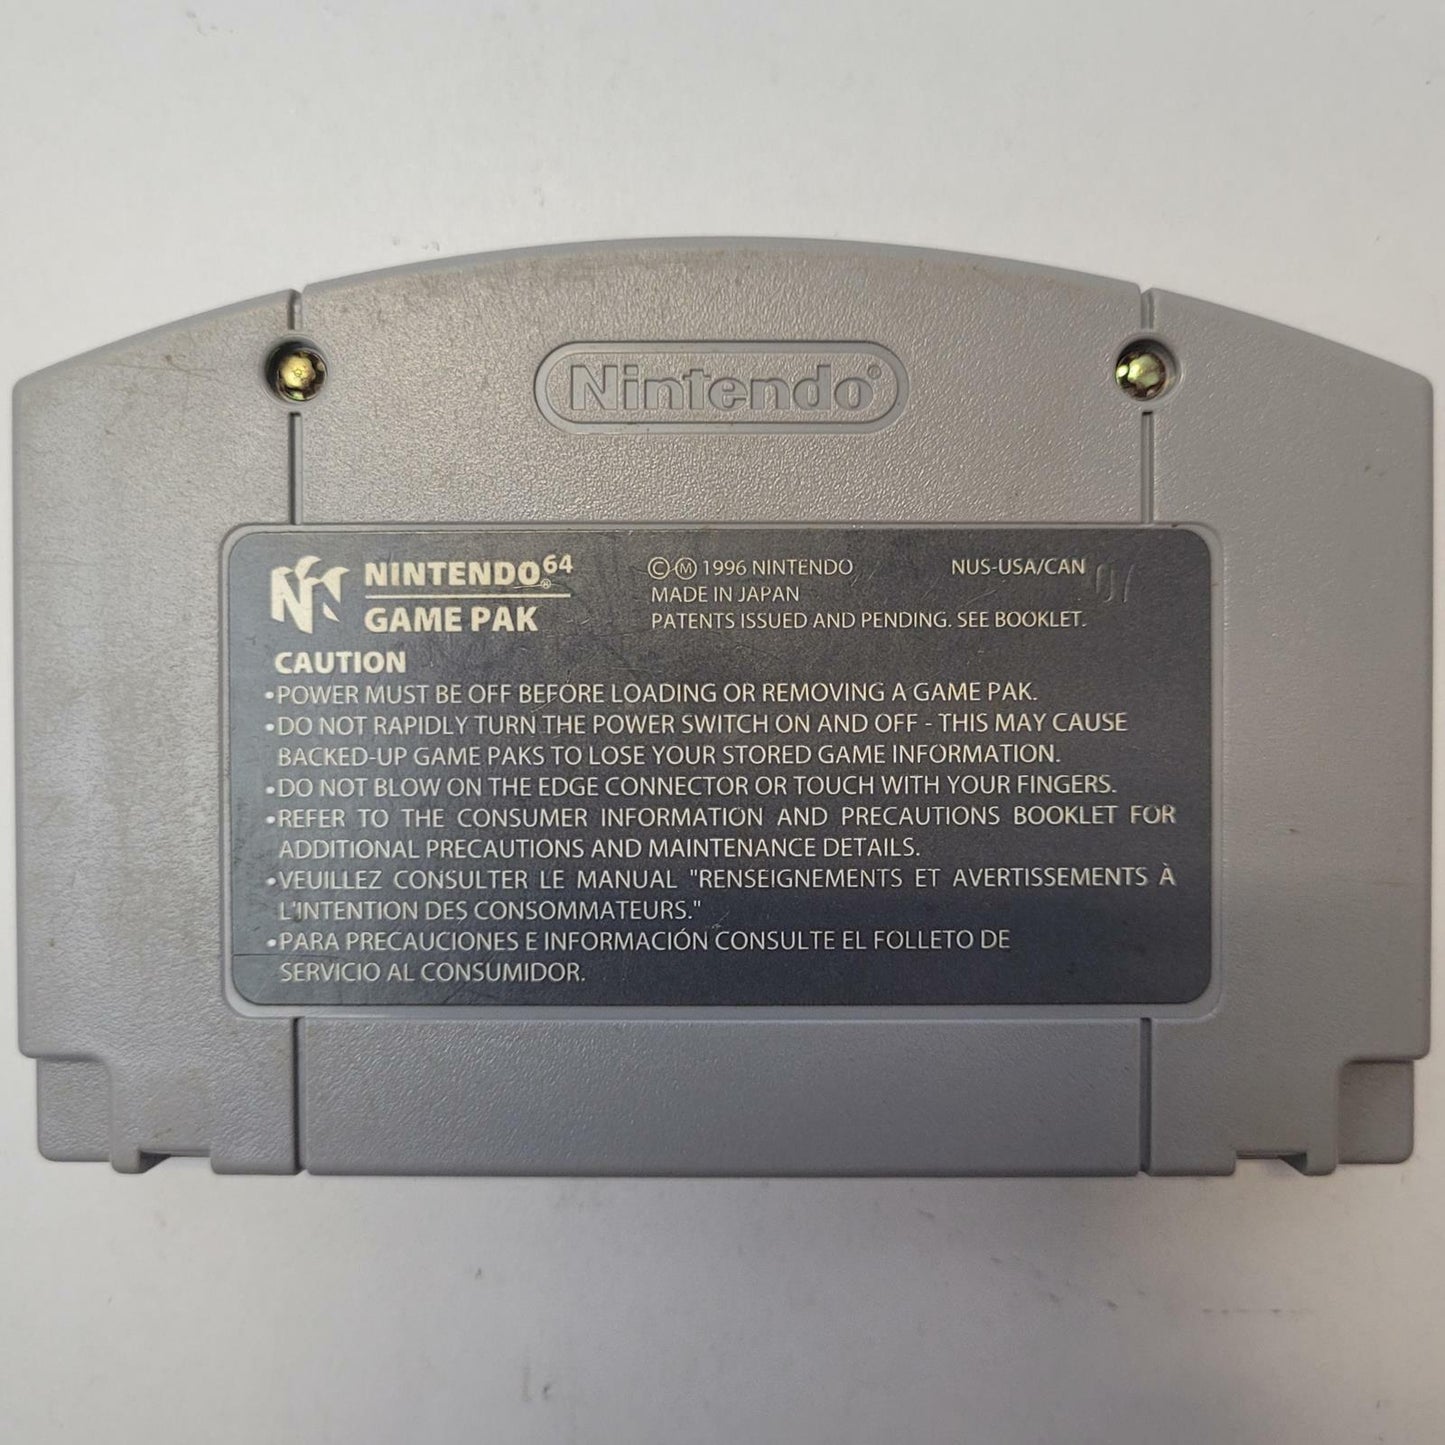 Nintendo®
NINTENDO64®
GAME PAK
©Ⓜ 1996 NINTENDO NUS-USA/CAN
MADE IN JAPAN
PATENTS ISSUED AND PENDING. SEE BOOKLET.
CAUTION
•POWER MUST BE OFF BEFORE LOADING OR REMOVING A GAME PAK.
•DO NOT RAPIDLY TURN THE POWER SWITCH ON AND OFF - THIS MAY CAUSE
BACKED-UP GAME PAKS TO LOSE YOUR STORED GAME INFORMATION.
•DO NOT BLOW ON THE EDGE CONNECTOR OR TOUCH WITH YOUR FINGERS.
•REFER TO THE CONSUMER INFORMATION AND PRECAUTIONS BOOKLET FOR
ADDITIONAL PRECAUTIONS AND MAINTENANCE DETAILS.
•VEUILLEZ CONSULTER LE MANUAL "RENSEIGNEMENTS ET AVERTISSEMENTS À
L'INTENTION DES CONSOMMATEURS."
•PARA PRECAUCIONES E INFORMACIÓN CONSULTE EL FOLLETO DE
SERVICIO AL CONSUMIDOR.